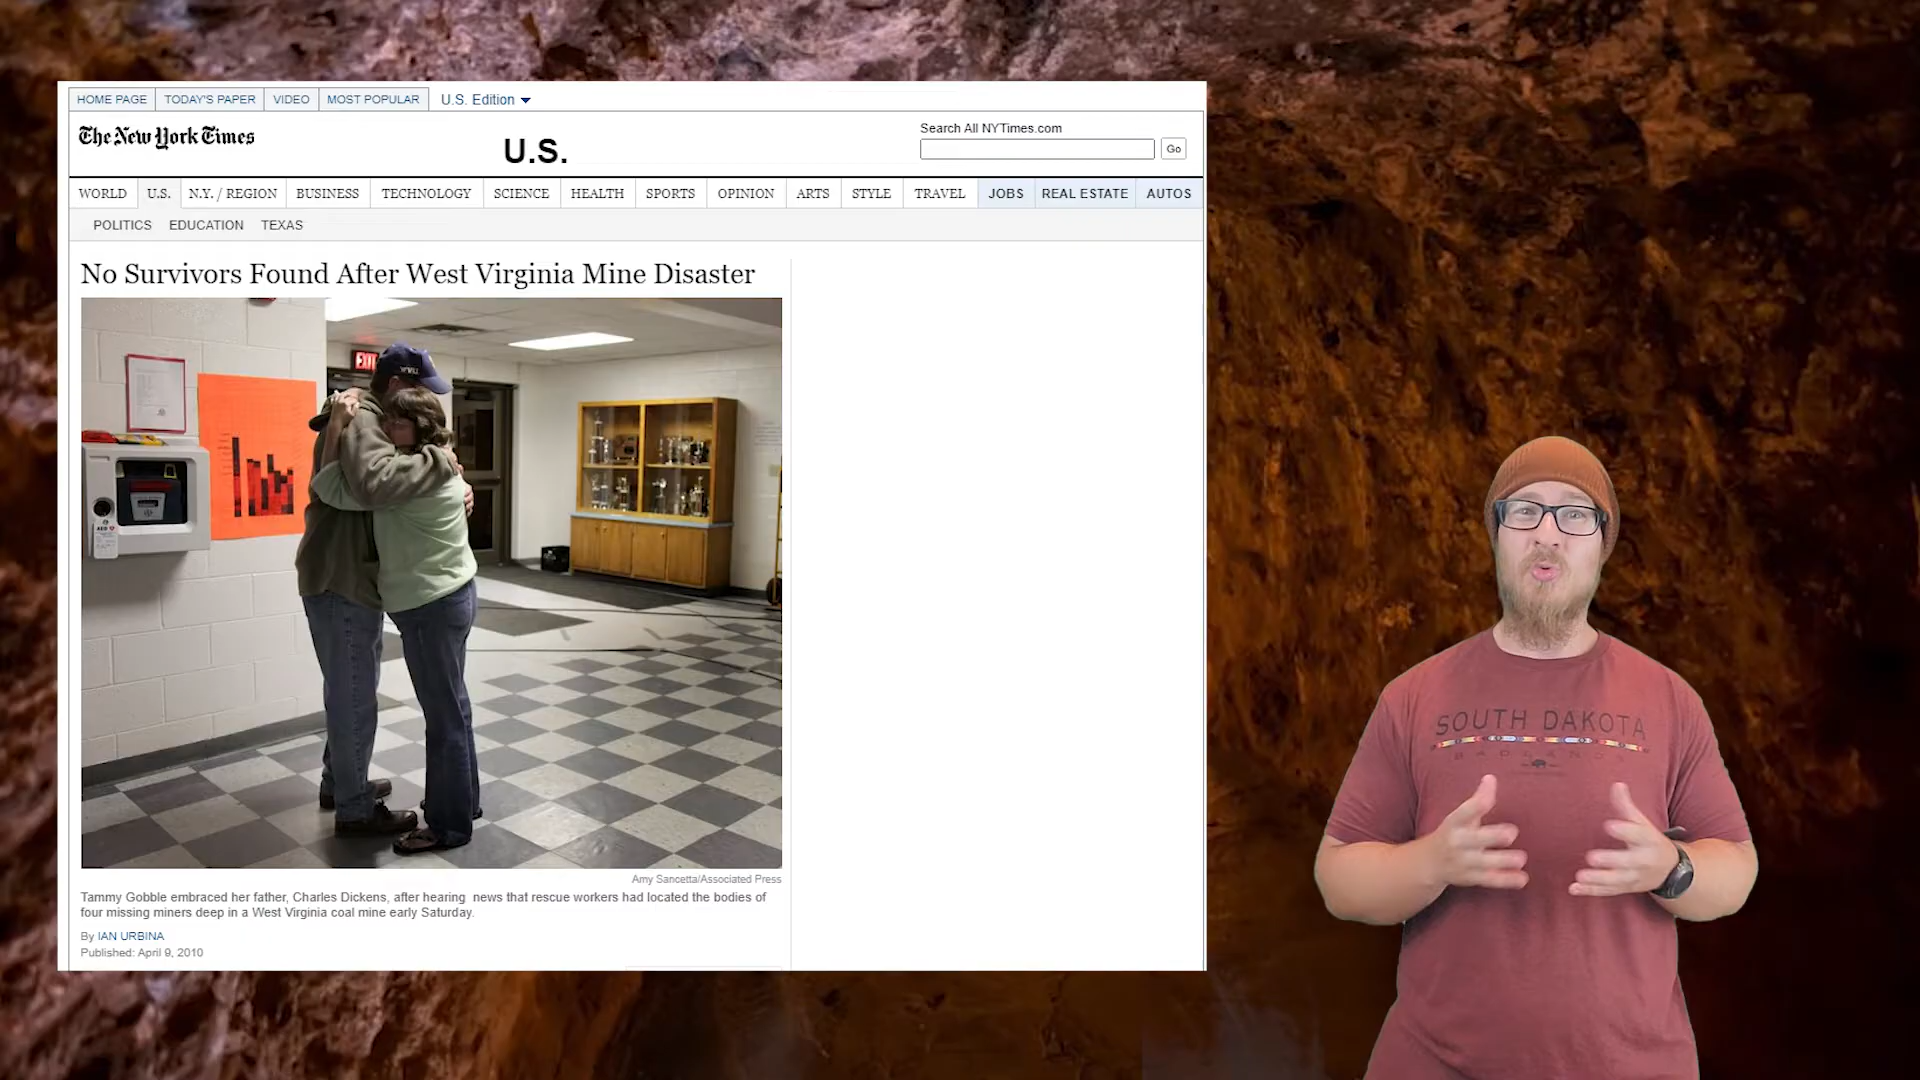 HOME PAGE TODAY'S PAPER VIDEO MOST POPULAR U.S. Edition
The New York Times
U.S.
Search All NYTimes.com
Go
WORLD U.S. N.Y. / REGION BUSINESS TECHNOLOGY SCIENCE HEALTH SPORTS OPINION ARTS STYLE TRAVEL JOBS REAL ESTATE AUTOS
POLITICS EDUCATION TEXAS
No Survivors Found After West Virginia Mine Disaster
EXIT
WVU
AED
Amy Sancetta/Associated Press
Tammy Gobble embraced her father, Charles Dickens, after hearing news that rescue workers had located the bodies of
four missing miners deep in a West Virginia coal mine early Saturday.
By IAN URBINA
Published: April 9, 2010
SOUTH DAKOTA
BADLANDS